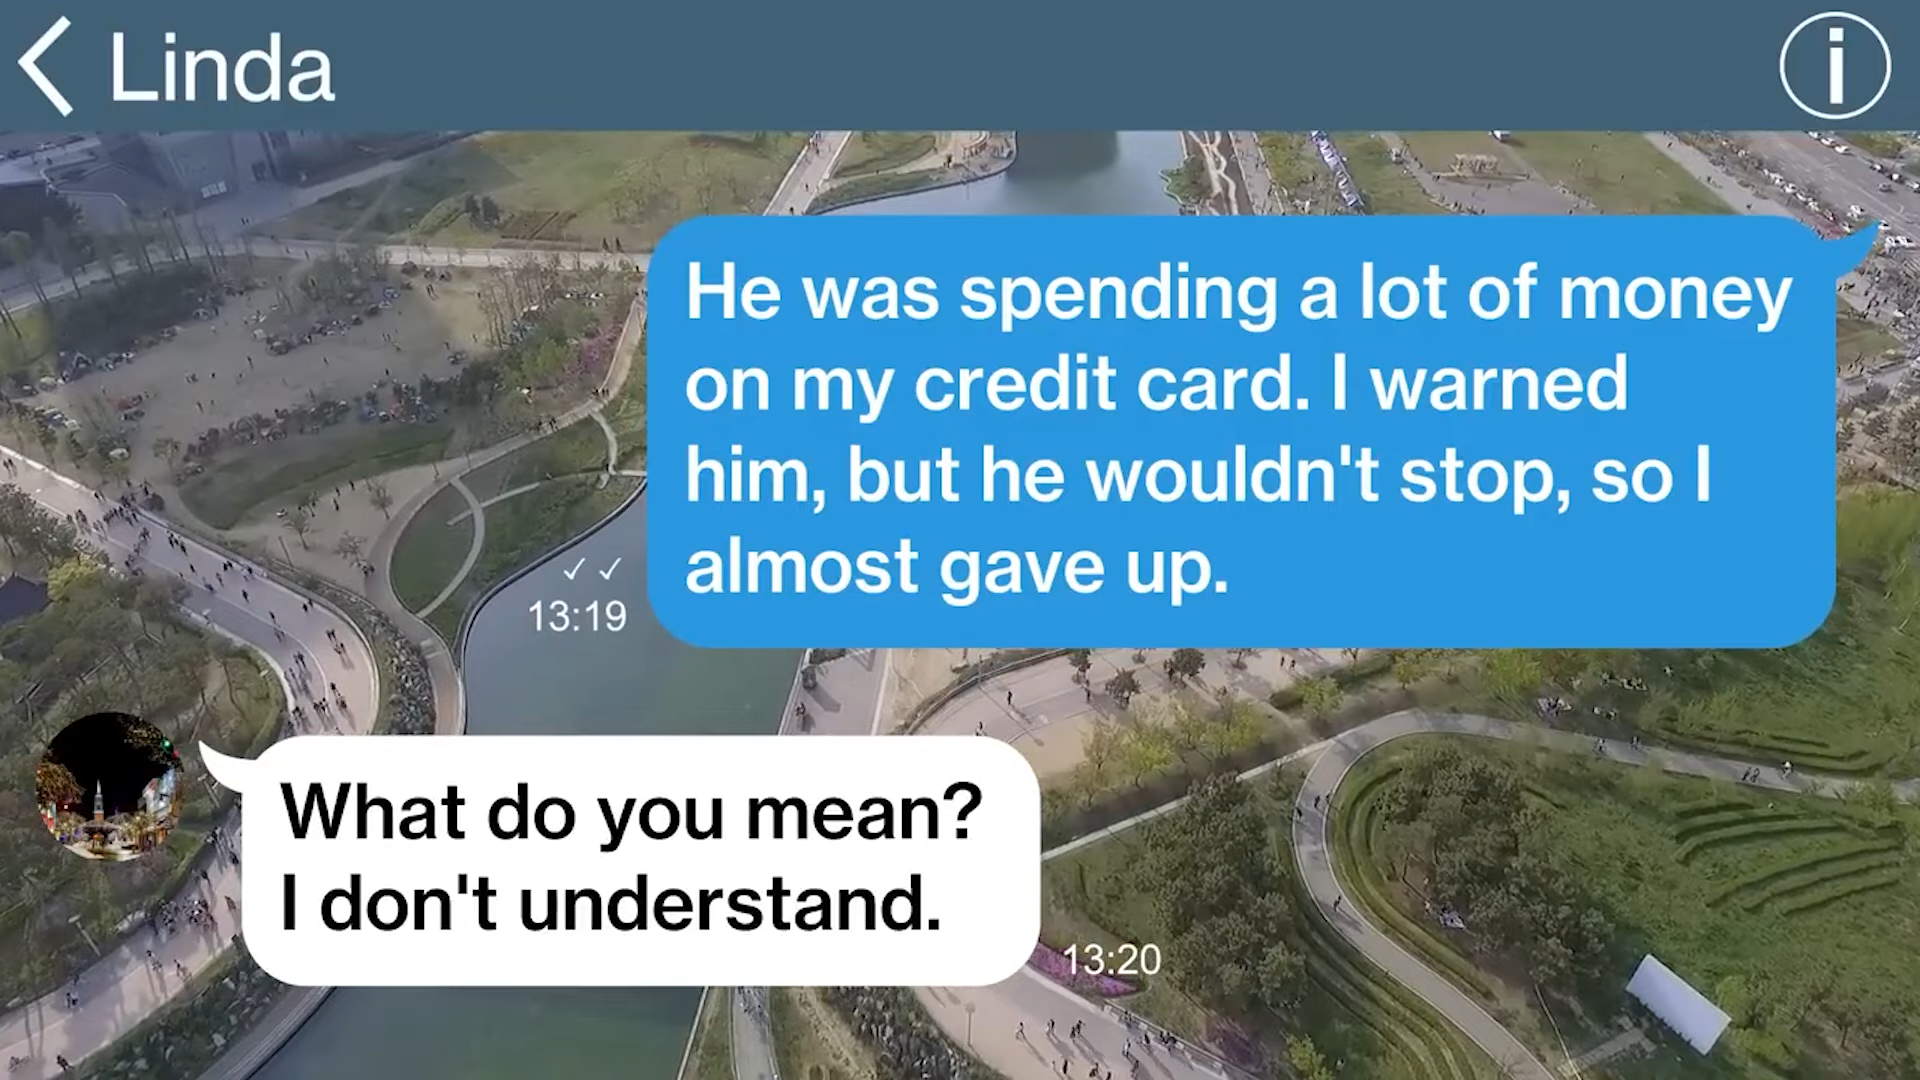 Linda
He was spending a lot of money
on my credit card. I warned
him, but he wouldn't stop, so I
almost gave up.
13:19
What do you mean?
I don't understand.
13:20